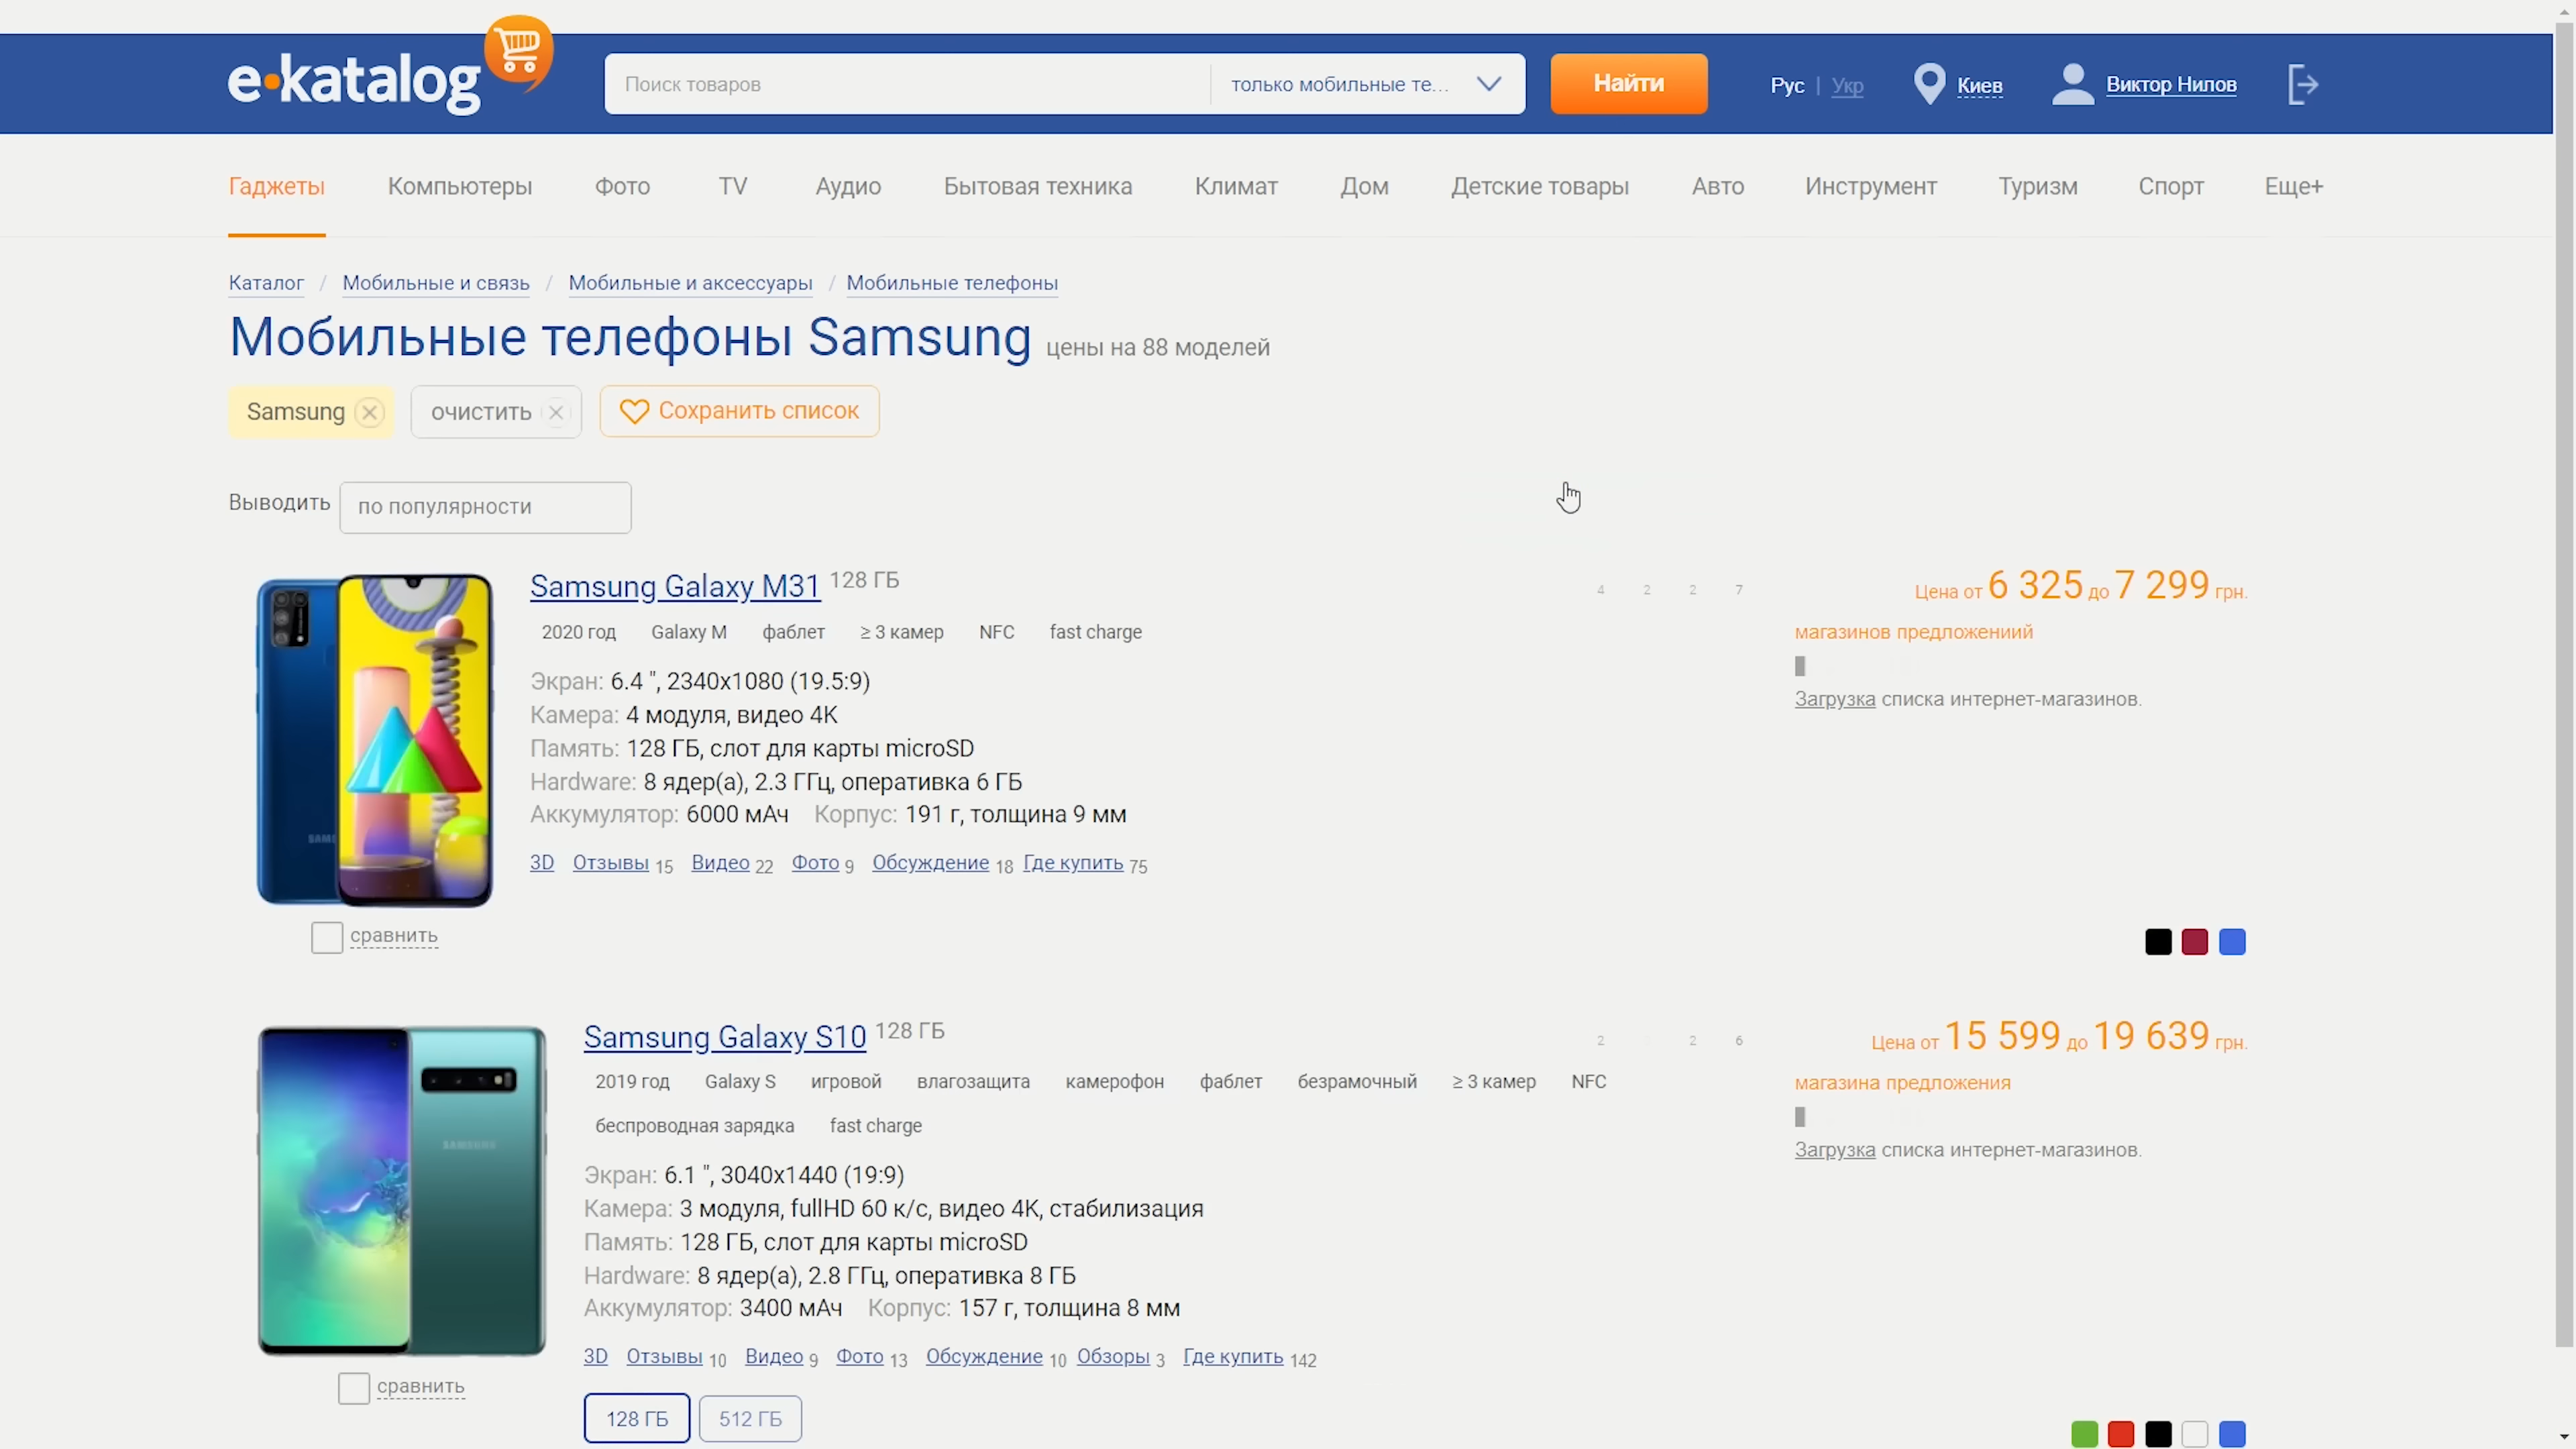 e·katalog
Поиск товаров
только мобильные те...
Найти
Рус | Укр
Киев
Виктор Нилов
Гаджеты Компьютеры Фото TV Аудио Бытовая техника Климат Дом Детские товары Авто Инструмент Туризм Спорт Еще+
Каталог / Мобильные и связь / Мобильные и аксессуары / Мобильные телефоны
Мобильные телефоны Samsung цены на 88 моделей
Samsung очистить Сохранить список
Выводить по популярности
Samsung Galaxy M31 128 ГБ
4 2 2 7
Цена от 6 325 до 7 299 грн.
2020 год Galaxy M фаблет ≥ 3 камер NFC fast charge
магазинов предложениий
Экран: 6.4 ", 2340x1080 (19.5:9)
Загрузка списка интернет-магазинов.
Камера: 4 модуля, видео 4K
Память: 128 ГБ, слот для карты microSD
Hardware: 8 ядер(а), 2.3 ГГц, оперативка 6 ГБ
Аккумулятор: 6000 мАч Корпус: 191 г, толщина 9 мм
3D Отзывы 15 Видео 22 Фото 9 Обсуждение 18 Где купить 75
сравнить
Samsung Galaxy S10 128 ГБ
2 2 6
Цена от 15 599 до 19 639 грн.
2019 год Galaxy S игровой влагозащита камерофон фаблет безрамочный ≥ 3 камер NFC
магазина предложения
беспроводная зарядка fast charge
Загрузка списка интернет-магазинов.
Экран: 6.1 ", 3040x1440 (19:9)
SAMSUNG
Камера: 3 модуля, fullHD 60 к/с, видео 4K, стабилизация
Память: 128 ГБ, слот для карты microSD
Hardware: 8 ядер(а), 2.8 ГГц, оперативка 8 ГБ
Аккумулятор: 3400 мАч Корпус: 157 г, толщина 8 мм
3D Отзывы 10 Видео 9 Фото 13 Обсуждение 10 Обзоры 3 Где купить 142
сравнить
128 ГБ 512 ГБ